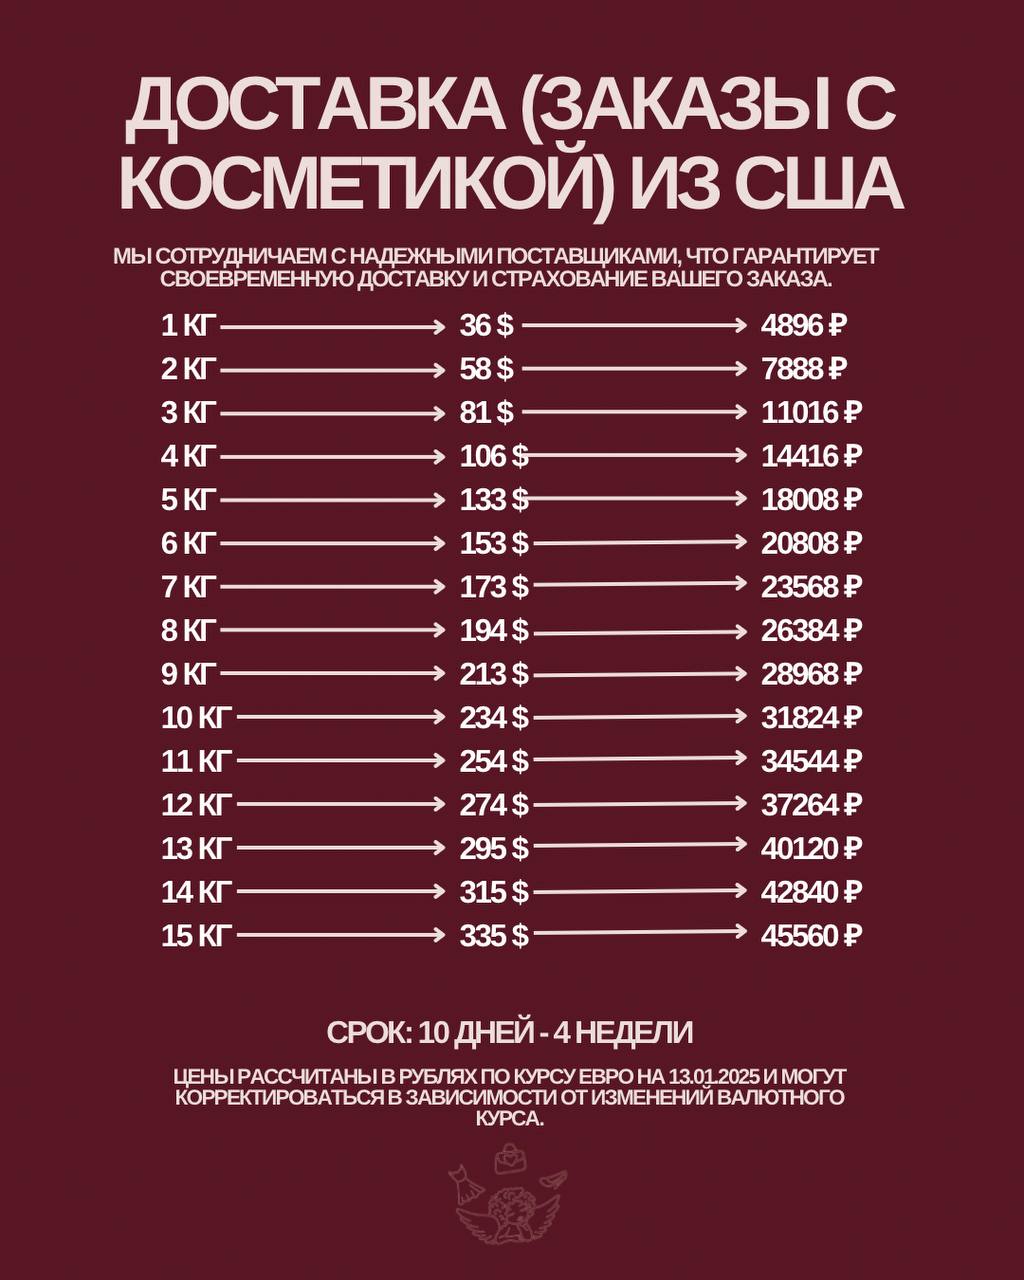 ДОСТАВКА (ЗАКАЗЫ С
КОСМЕТИКОЙ) ИЗ США
МЫ СОТРУДНИЧАЕМ С НАДЕЖНЫМИ ПОСТАВЩИКАМИ, ЧТО ГАРАНТИРУЕТ
СВОЕВРЕМЕННУЮ ДОСТАВКУ И СТРАХОВАНИЕ ВАШЕГО ЗАКАЗА.
1 КГ 36 $ 4896 ₽
2 КГ 58 $ 7888 ₽
3 КГ 81 $ 11016 ₽
4 КГ 106 $ 14416 ₽
5 КГ 133 $ 18008 ₽
6 КГ 153 $ 20808 ₽
7 КГ 173 $ 23568 ₽
8 КГ 194 $ 26384 ₽
9 КГ 213 $ 28968 ₽
10 КГ 234 $ 31824 ₽
11 КГ 254 $ 34544 ₽
12 КГ 274 $ 37264 ₽
13 КГ 295 $ 40120 ₽
14 КГ 315 $ 42840 ₽
15 КГ 335 $ 45560 ₽
СРОК: 10 ДНЕЙ - 4 НЕДЕЛИ
ЦЕНЫ РАССЧИТАНЫ В РУБЛЯХ ПО КУРСУ ЕВРО НА 13.01.2025 И МОГУТ
КОРРЕКТИРОВАТЬСЯ В ЗАВИСИМОСТИ ОТ ИЗМЕНЕНИЙ ВАЛЮТНОГО
КУРСА.